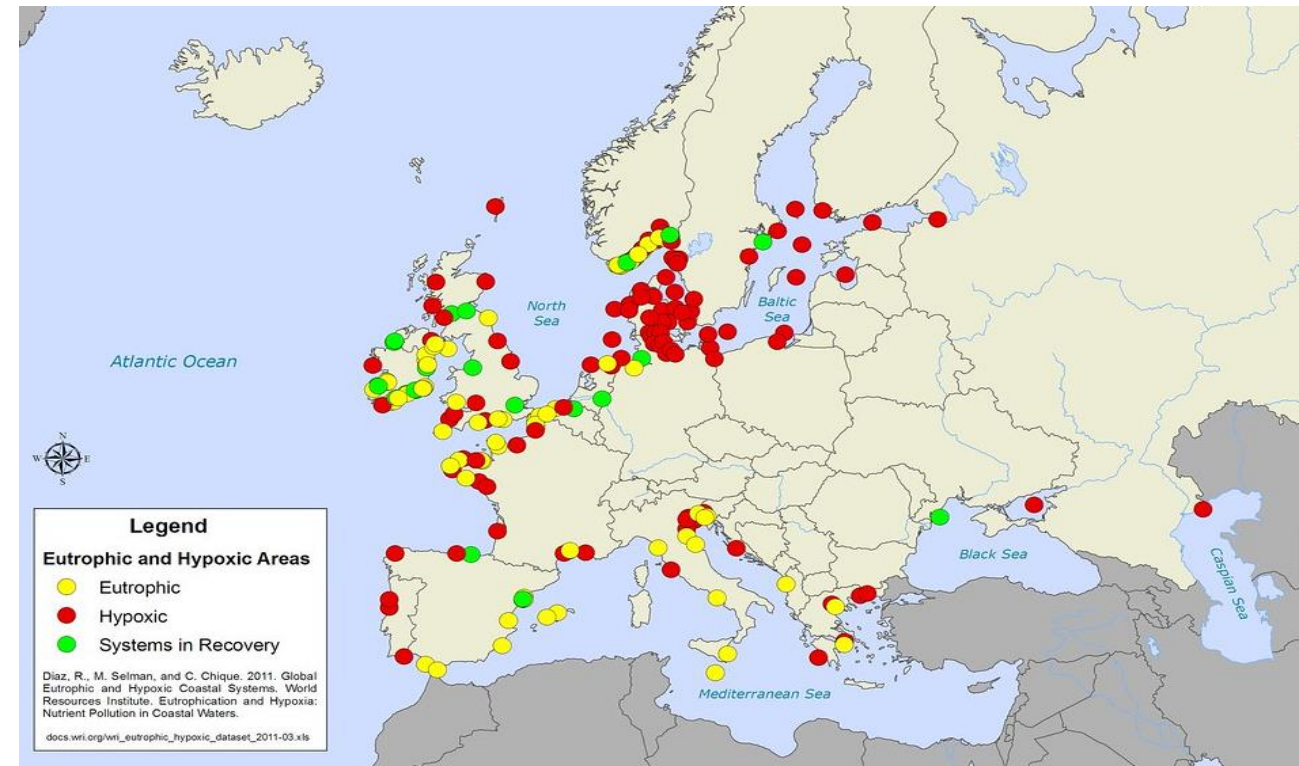 North
Sea
Baltic
Sea
Atlantic Ocean
N
W
E
S
Black Sea
Caspian Sea
Mediterranean Sea
Legend
Eutrophic and Hypoxic Areas
Eutrophic
Hypoxic
Systems in Recovery
Diaz, R., M. Selman, and C. Chique. 2011. Global
Eutrophic and Hypoxic Coastal Systems. World
Resources Institute. Eutrophication and Hypoxia:
Nutrient Pollution in Coastal Waters.
docs.wri.org/wri_eutrophic_hypoxic_dataset_2011-03.xls